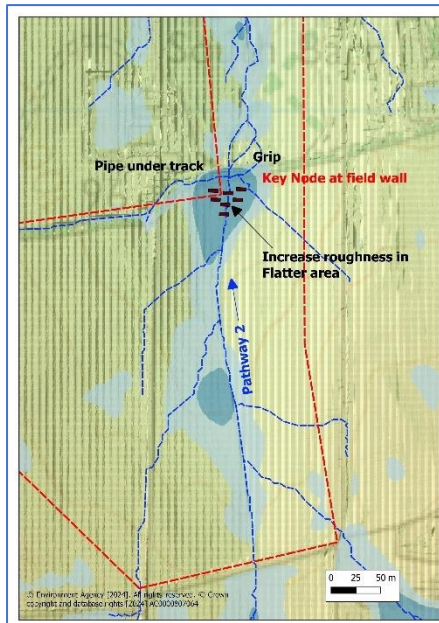 Pipe under track
Grip
Key Node at field wall
Increase roughness in
Flatter area
Pathway 2
0 25 50 m
© Environment Agency [2024]. All rights reserved. © Crown
copyright and database rights [2024] AC0000807064